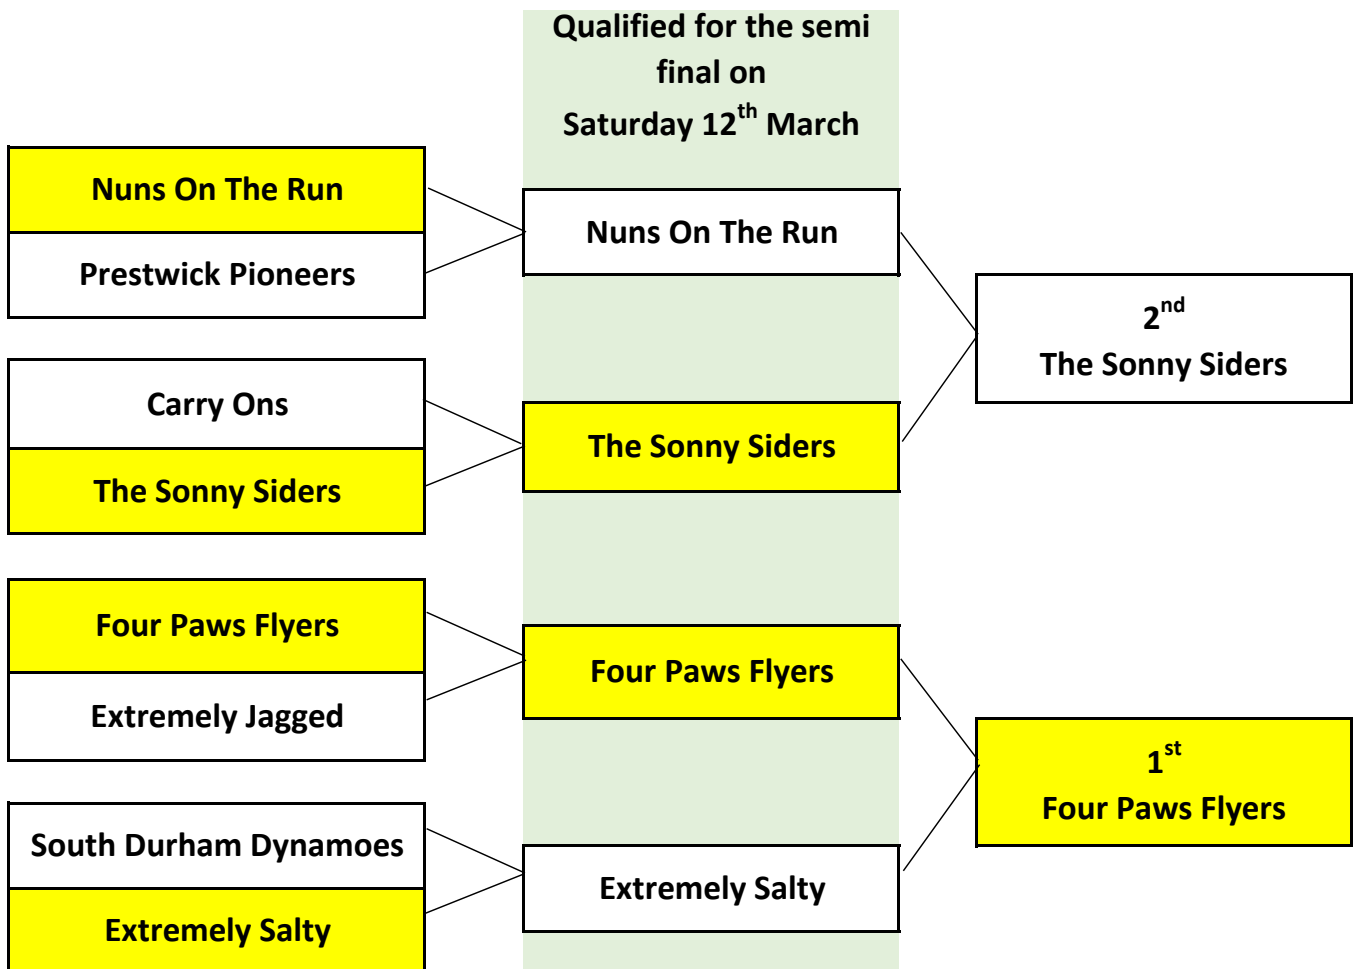 Qualified for the semi
final on
Saturday 12th March
Nuns On The Run
Prestwick Pioneers
Carry Ons
The Sonny Siders
Four Paws Flyers
Extremely Jagged
South Durham Dynamoes
Extremely Salty
Nuns On The Run
The Sonny Siders
Four Paws Flyers
Extremely Salty
2nd
The Sonny Siders
1st
Four Paws Flyers